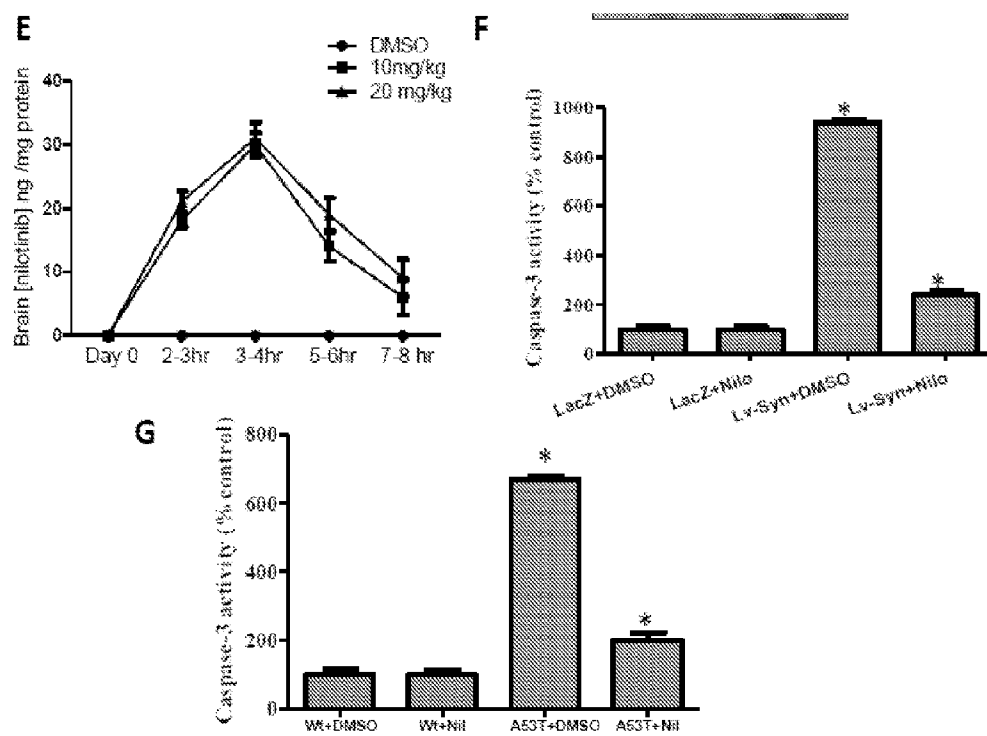 E
DMSO
10mg/kg
20 mg/kg
Brain [nilotinib] ng /mg protein
40
30
20
10
0
Day 0 2-3hr 3-4hr 5-6hr 7-8 hr
F
Caspase-3 activity (% control)
1000
800
600
400
200
0
* *
LacZ+DMSO LacZ+Nilo Lv-Syn+DMSO Lv-Syn+Nilo
G
Caspase-3 activity (% control)
800
600
400
200
0
* *
Wt+DMSO Wt+Nil A53T+DMSO A53T+Nil